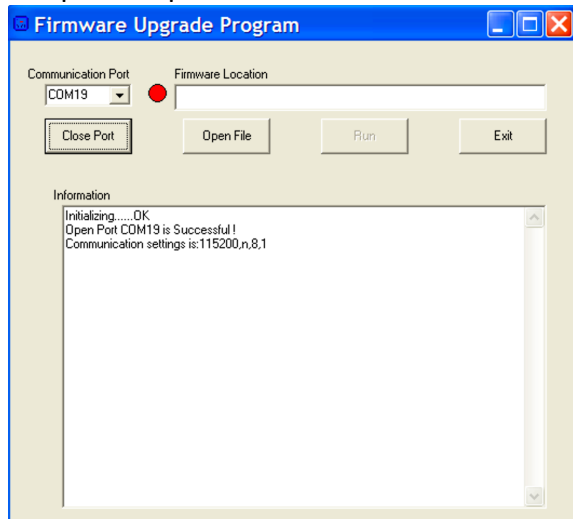 Firmware Upgrade Program
Communication Port
Firmware Location
COM19
Close Port
Open File
Run
Exit
Information
Initializing......OK
Open Port COM19 is Successful !
Communication settings is:115200,n,8,1